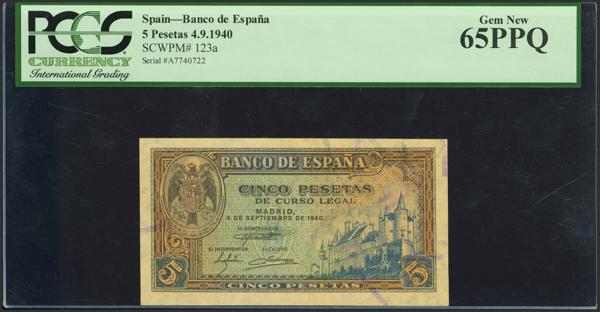 PCGS
CURRENCY
International Grading
Spain—Banco de España
5 Pesetas 4.9.1940
SCWPM# 123a
Serial #A7740722
Gem New
65PPQ
BANCO DE ESPAÑA
CINCO PESETAS
DE CURSO LEGAL
MADRID,
4 DE SEPTIEMBRE DE 1940.
EL GOBERNADOR
EL INTERVENTOR EL CAJERO
5 5 5
CINCO PESETAS